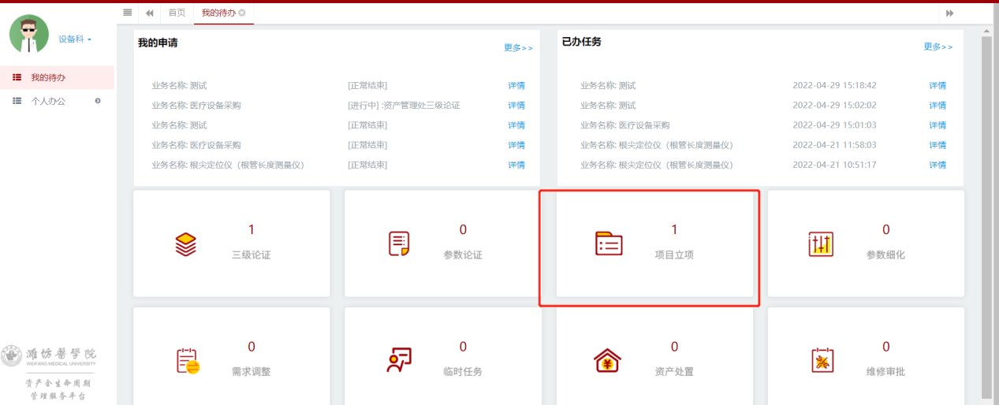 首页 我的待办
设备科
我的待办
个人办公
我的申请 更多>>
业务名称: 测试 [正常结束] 详情
业务名称: 医疗设备采购 [进行中] :资产管理处三级论证 详情
业务名称: 测试 [正常结束] 详情
业务名称: 医疗设备采购 [正常结束] 详情
业务名称: 根尖定位仪（根管长度测量仪） [正常结束] 详情
已办任务 更多>>
业务名称: 测试 2022-04-29 15:18:42 详情
业务名称: 测试 2022-04-29 15:02:02 详情
业务名称: 医疗设备采购 2022-04-29 15:01:03 详情
业务名称: 根尖定位仪（根管长度测量仪） 2022-04-21 11:58:03 详情
业务名称: 根尖定位仪（根管长度测量仪） 2022-04-21 10:51:17 详情
1
三级论证
0
参数论证
1
项目立项
0
参数细化
0
需求调整
0
临时任务
0
资产处置
0
维修审批
濰坊醫学院
WEIFANG MEDICAL UNIVERSITY
资产全生命周期
管理服务平台